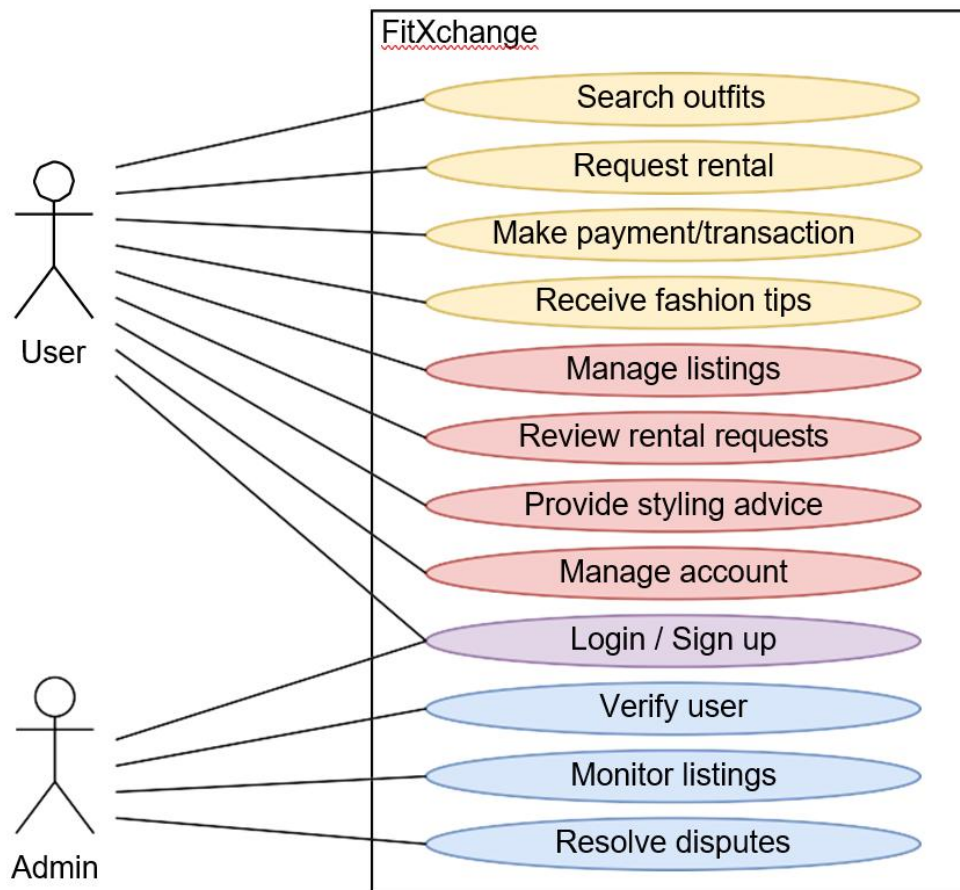 FitXchange
Search outfits
Request rental
Make payment/transaction
Receive fashion tips
User
Manage listings
Review rental requests
Provide styling advice
Manage account
Login / Sign up
Verify user
Monitor listings
Resolve disputes
Admin